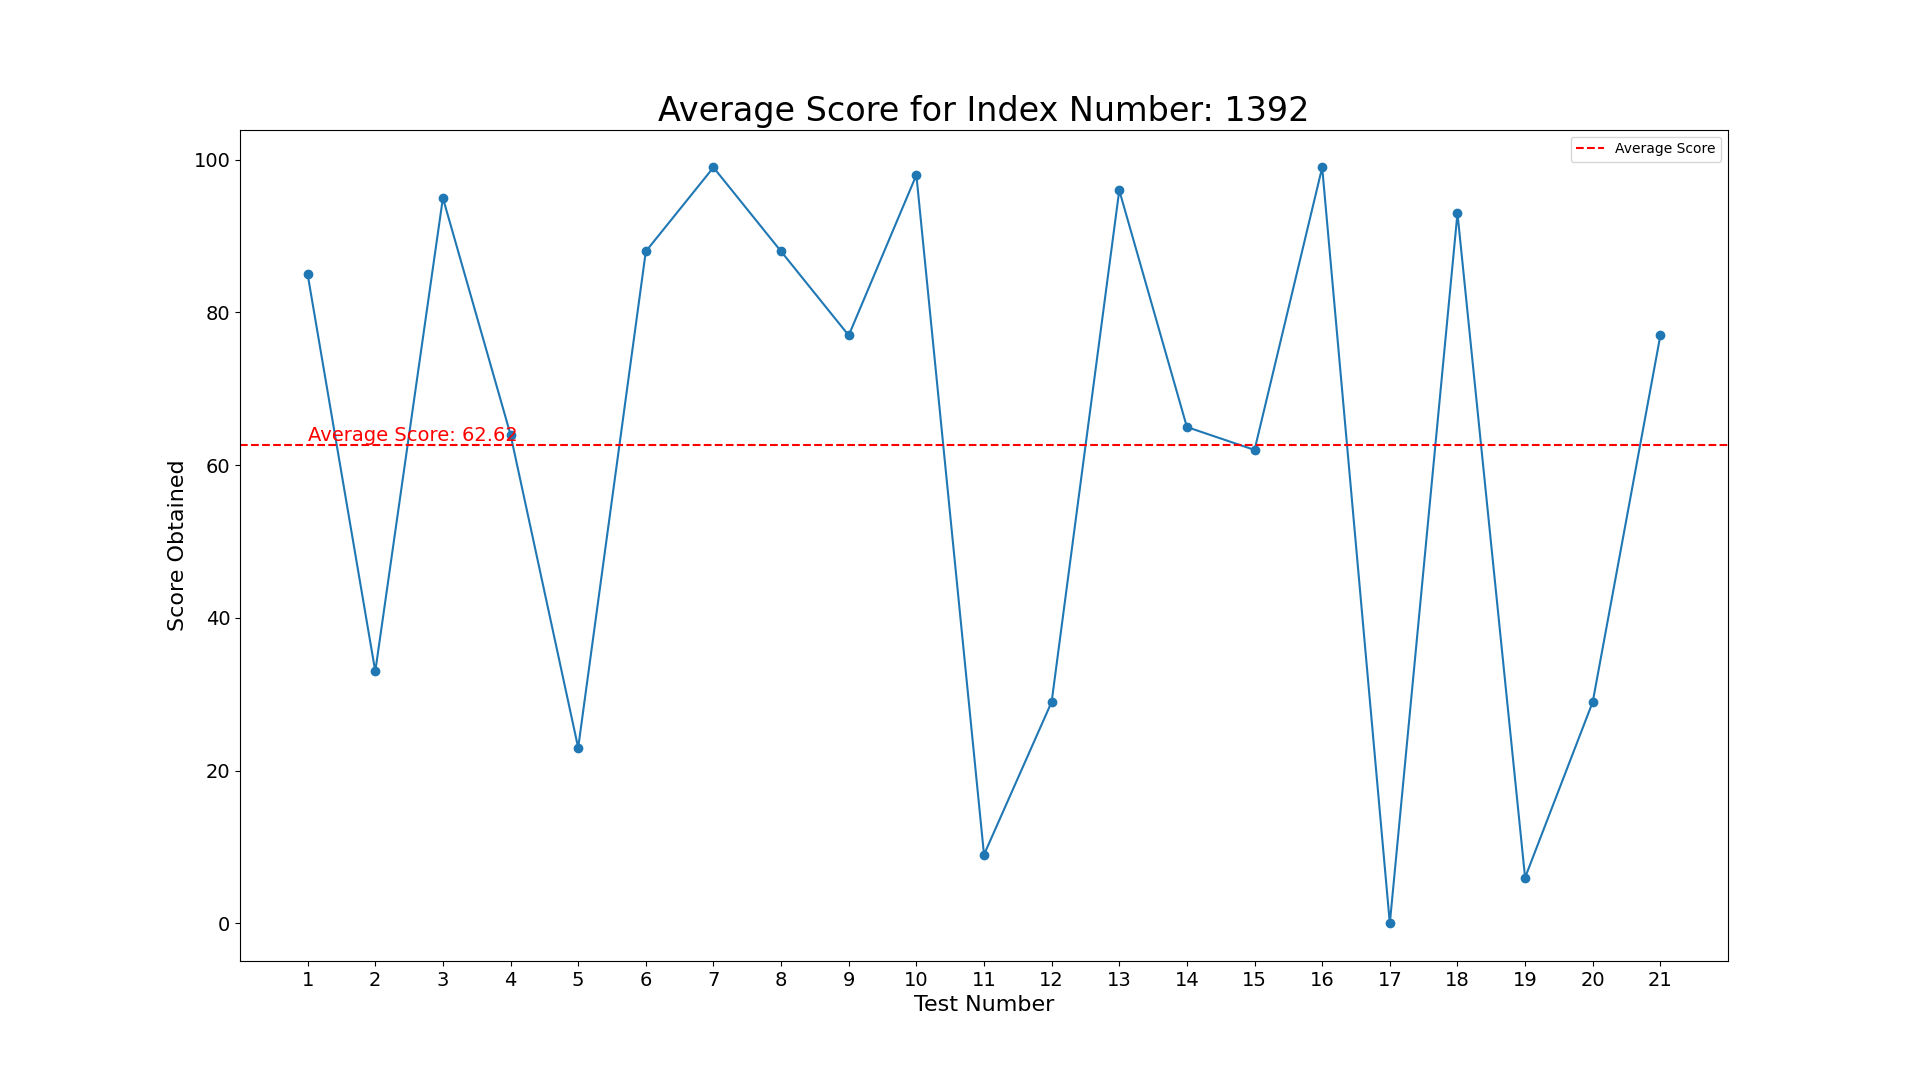 Average Score for Index Number: 1392
Average Score
100
80
60
40
20
0
Average Score: 62.62
Score Obtained
1 2 3 4 5 6 7 8 9 10 11 12 13 14 15 16 17 18 19 20 21
Test Number